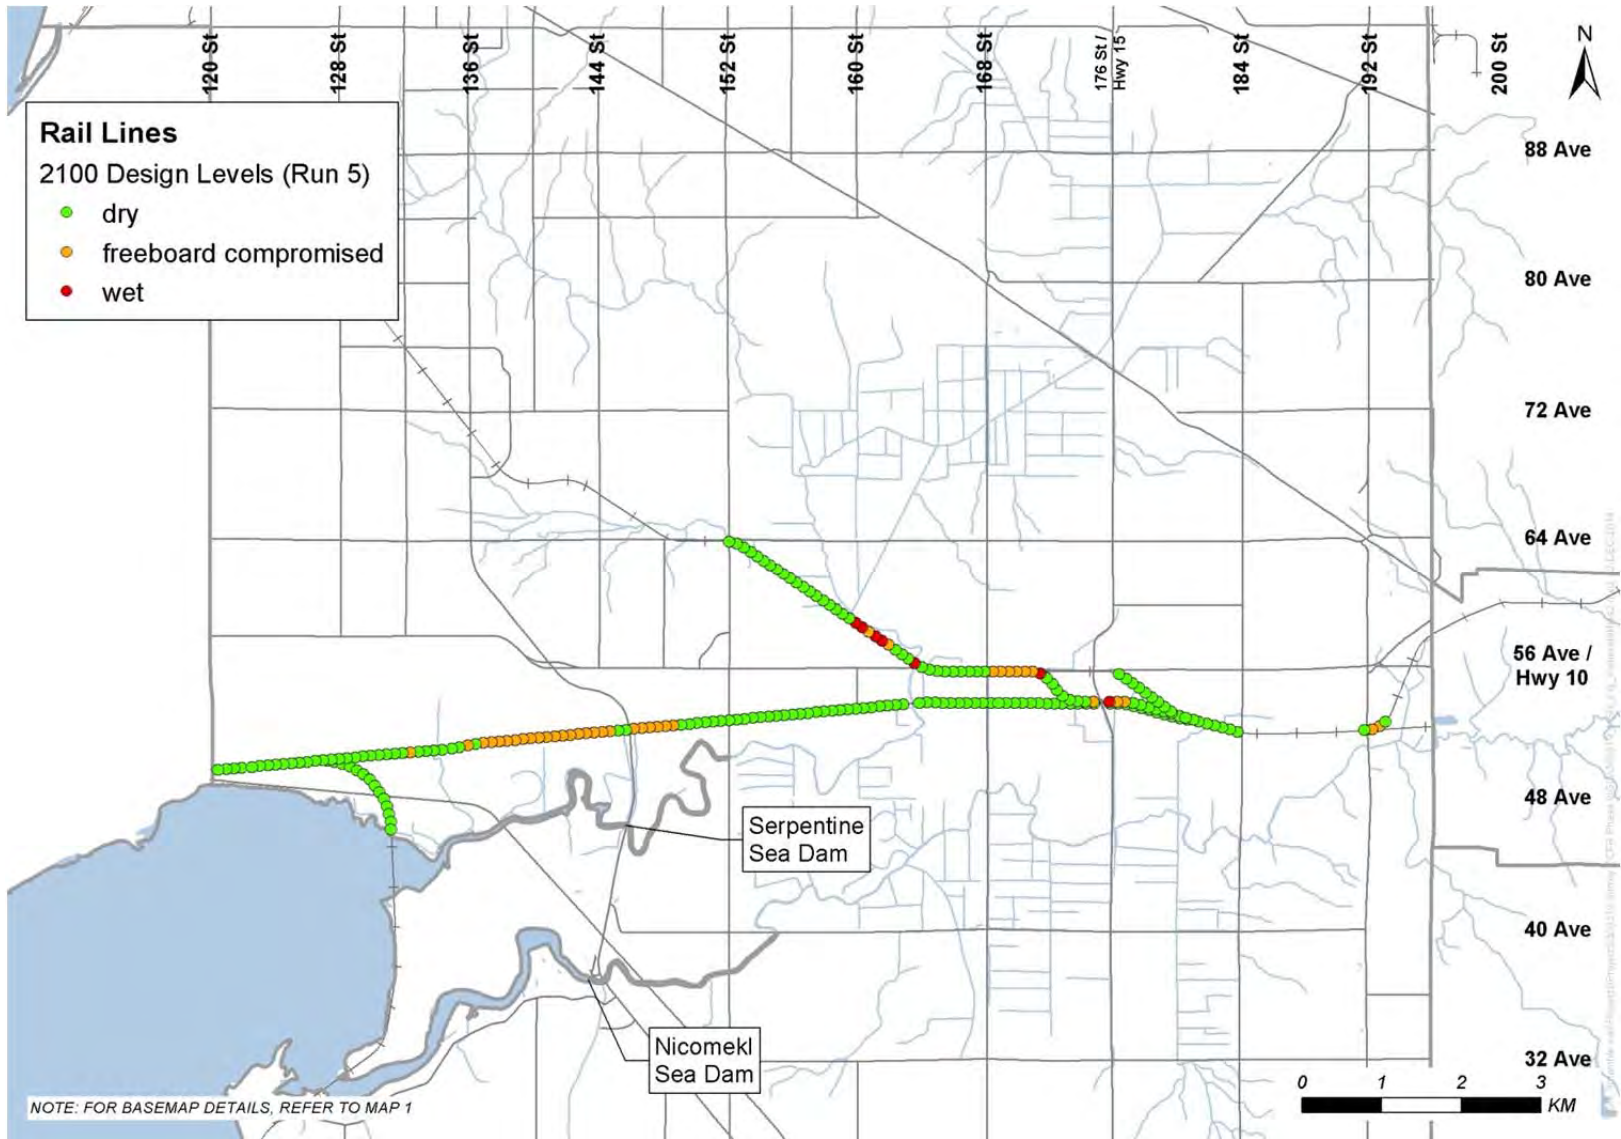 120 St
128 St
136 St
144 St
152 St
160 St
168 St
176 St /
Hwy 15
184 St
192 St
200 St
N
Rail Lines
2100 Design Levels (Run 5)
dry
freeboard compromised
wet
88 Ave
80 Ave
72 Ave
64 Ave
56 Ave /
Hwy 10
48 Ave
40 Ave
32 Ave
Serpentine
Sea Dam
Nicomekl
Sea Dam
0 1 2 3
KM
NOTE: FOR BASEMAP DETAILS, REFER TO MAP 1